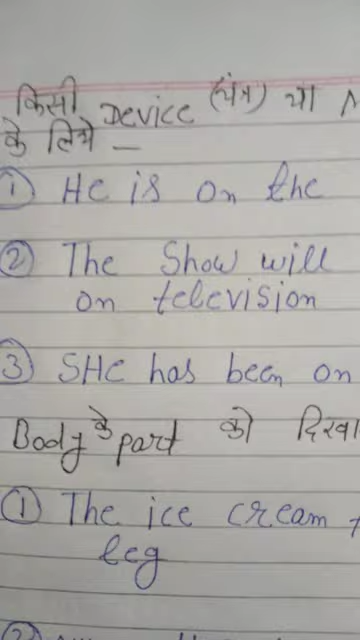 किसी Device (यंत्र) या
के लिये —
① He is on the
② The Show will
on television
③ SHe has been on
Body के part को
① The ice cream
leg